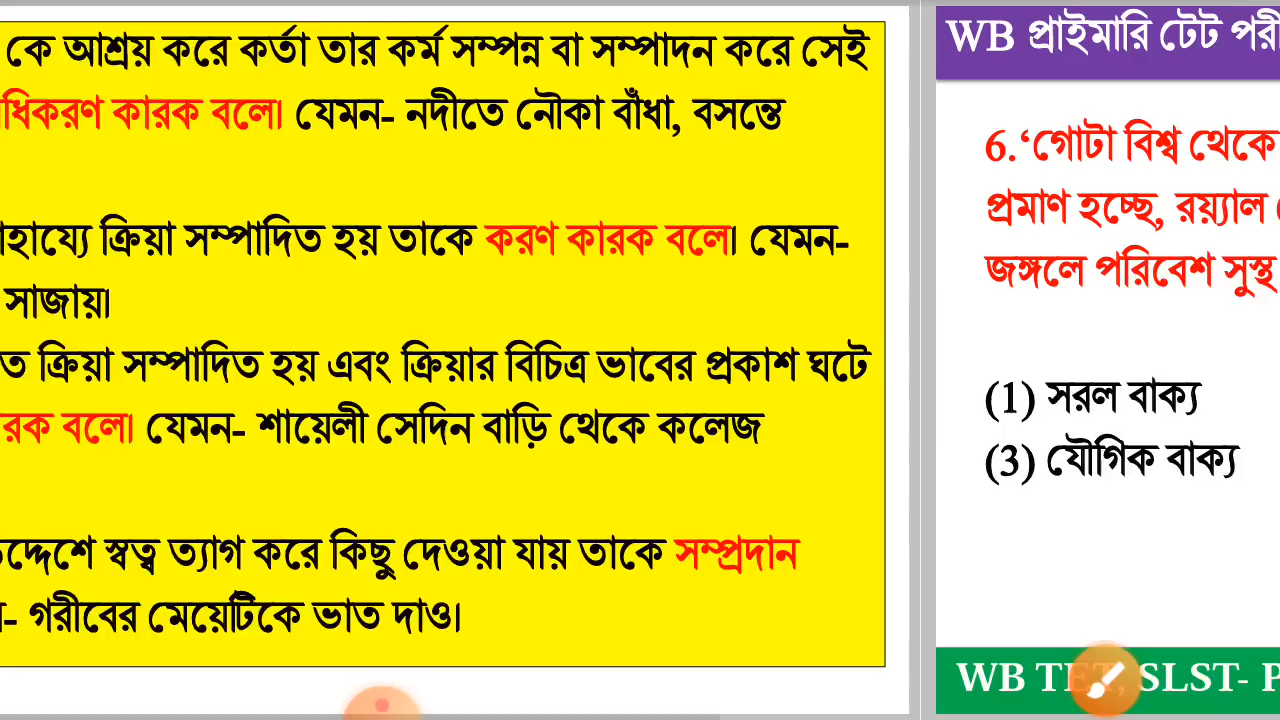 কে আশ্রয় করে কর্তা তার কর্ম সম্পন্ন বা সম্পাদন করে সেই
ধিকরণ কারক বলে। যেমন- নদীতে নৌকা বাঁধা, বসন্তে
হায্যে ক্রিয়া সম্পাদিত হয় তাকে করণ কারক বলে। যেমন-
সাজায়।
ত ক্রিয়া সম্পাদিত হয় এবং ক্রিয়ার বিচিত্র ভাবের প্রকাশ ঘটে
রক বলে। যেমন- শায়েলী সেদিন বাড়ি থেকে কলেজ
দ্দেশে স্বত্ব ত্যাগ করে কিছু দেওয়া যায় তাকে সম্প্রদান
- গরীবের মেয়েটিকে ভাত দাও।
WB প্রাইমারি টেট পরী
6.‘গোটা বিশ্ব থেকে
প্রমাণ হচ্ছে, রয়্যাল
জঙ্গলে পরিবেশ সুস্থ
(1) সরল বাক্য
(3) যৌগিক বাক্য
WB TET, SLST- P